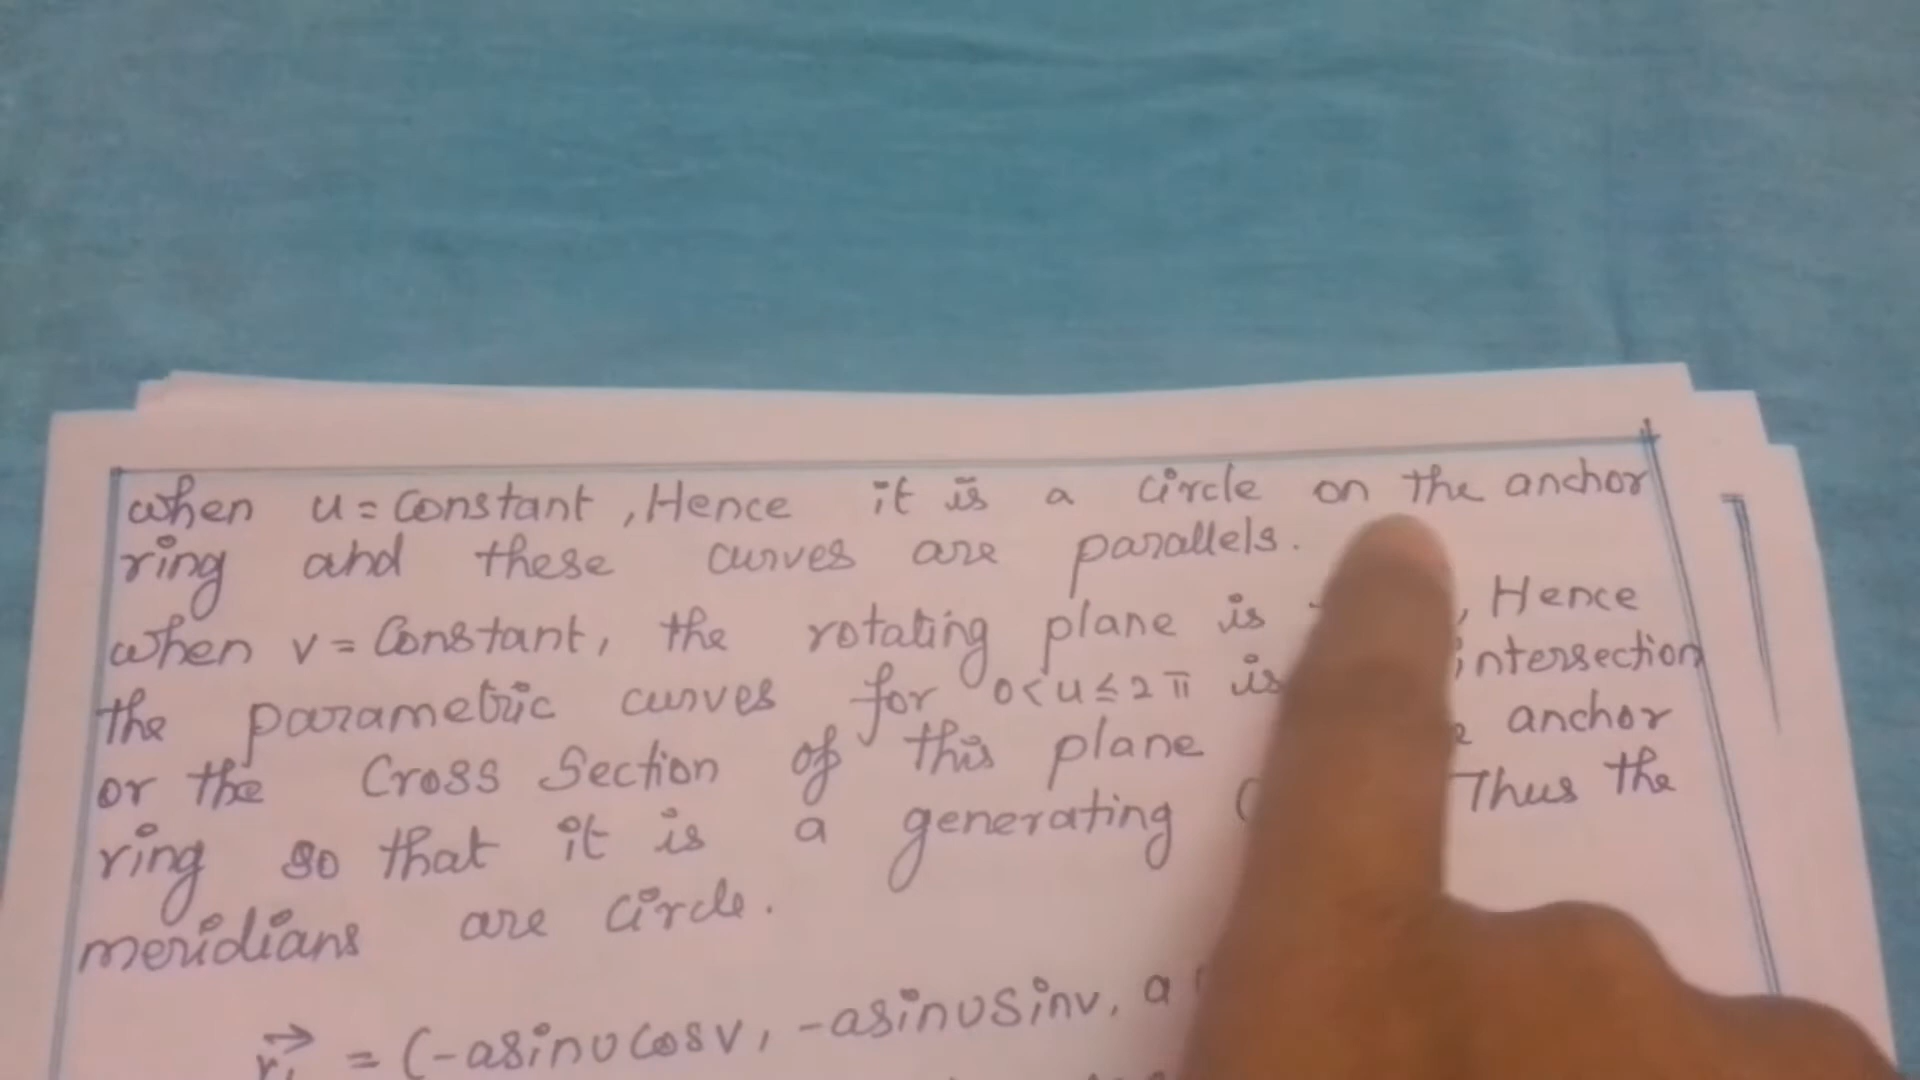 when u = Constant, Hence it is a circle on the anchor
ring and these curves are parallels.
when v = Constant, the rotating plane is , Hence
the parametric curves for 0<u≤2π is intersection
or the Cross Section of this plane anchor
ring so that it is a generating Thus the
meridians are circle.
r⃗₁ = (-asinucosv, -asinusinv, a